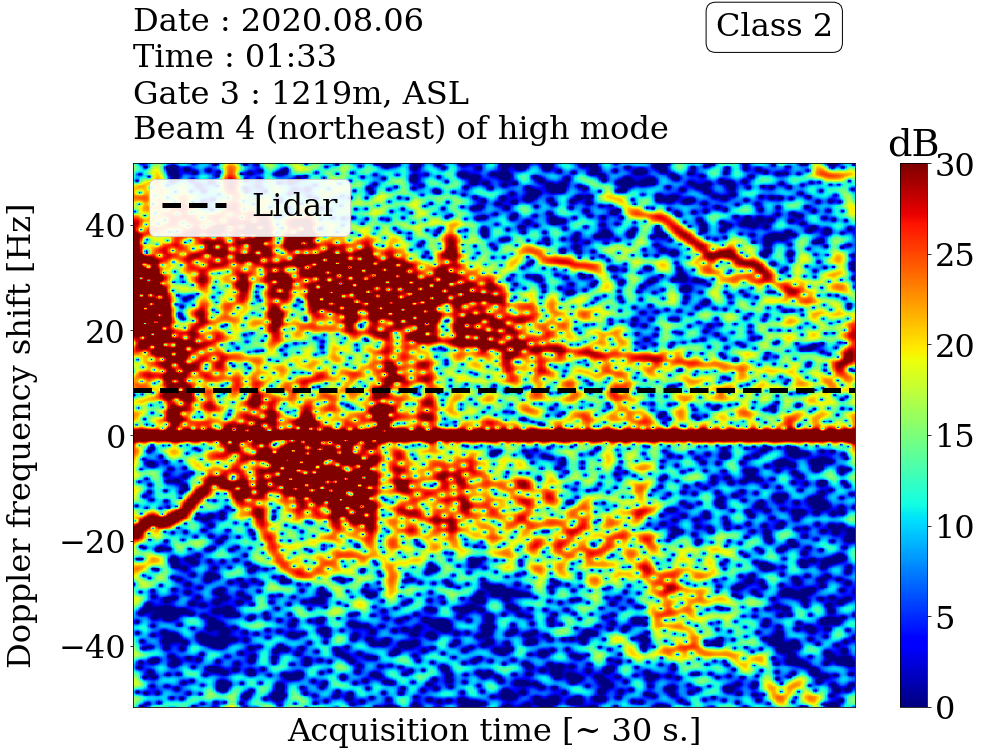 Date : 2020.08.06
Time : 01:33
Gate 3 : 1219m, ASL
Beam 4 (northeast) of high mode
Class 2
dB
Lidar
Doppler frequency shift [Hz]
40
20
0
−20
−40
30
25
20
15
10
5
0
Acquisition time [~ 30 s.]